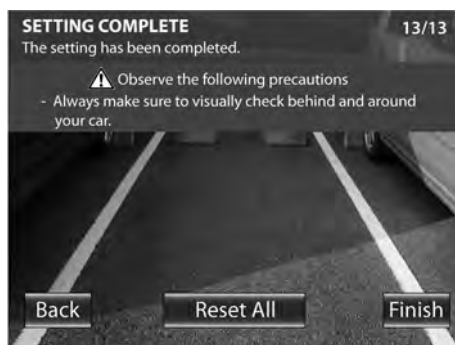 SETTING COMPLETE 13/13
The setting has been completed.
Observe the following precautions
- Always make sure to visually check behind and around
your car.
Back Reset All Finish